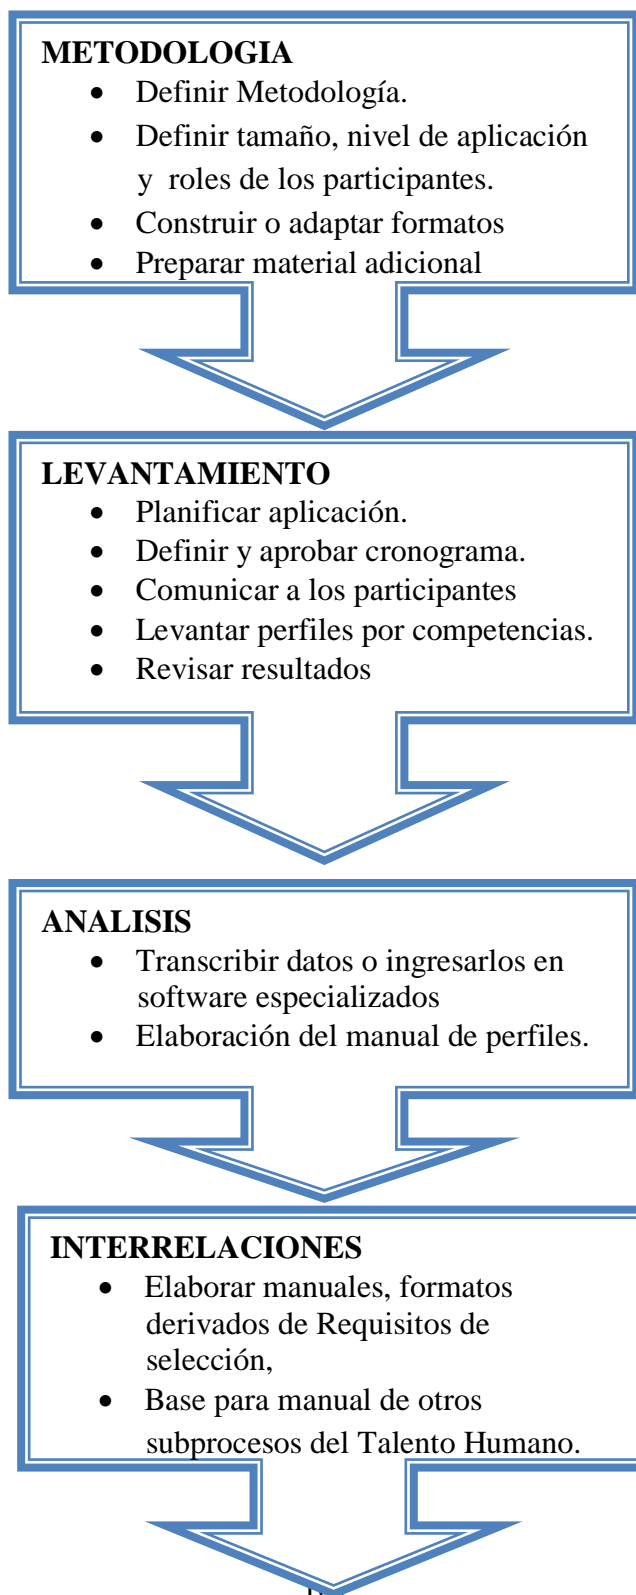 METODOLOGIA
• Definir Metodología.
• Definir tamaño, nivel de aplicación
y roles de los participantes.
• Construir o adaptar formatos
• Preparar material adicional
LEVANTAMIENTO
• Planificar aplicación.
• Definir y aprobar cronograma.
• Comunicar a los participantes
• Levantar perfiles por competencias.
• Revisar resultados
ANALISIS
• Transcribir datos o ingresarlos en
software especializados
• Elaboración del manual de perfiles.
INTERRELACIONES
• Elaborar manuales, formatos
derivados de Requisitos de
selección,
• Base para manual de otros
subprocesos del Talento Humano.